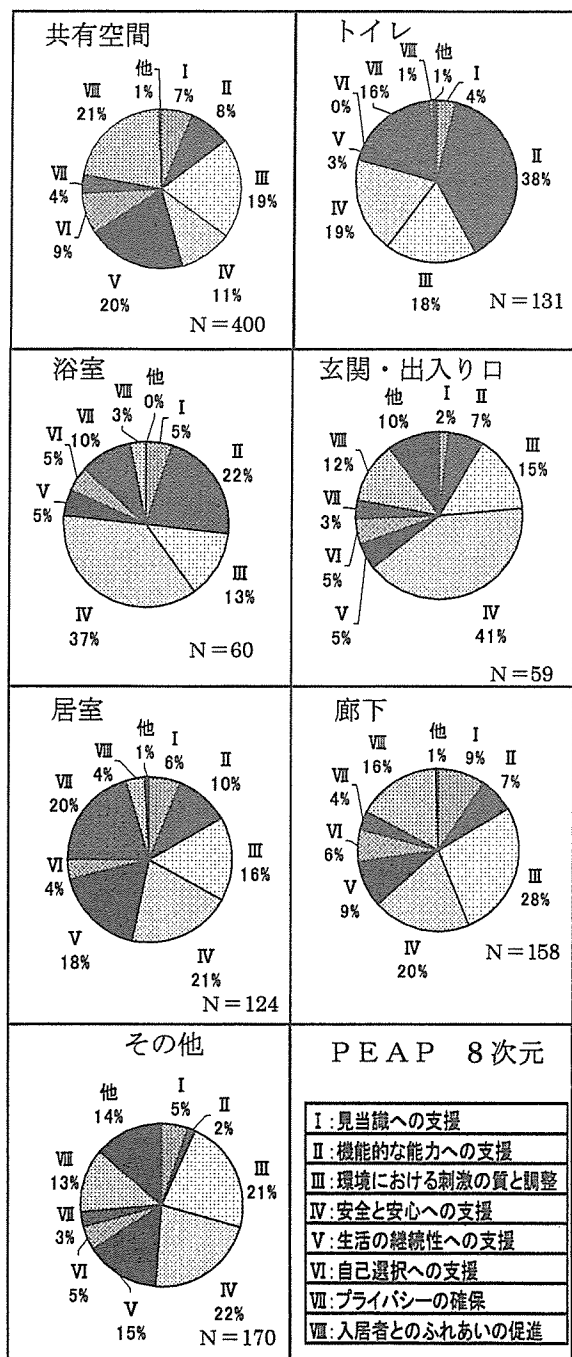 共有空間
他 1%
Ⅰ 7%
Ⅱ 8%
Ⅲ 19%
Ⅳ 11%
Ⅴ 20%
Ⅵ 9%
Ⅶ 4%
Ⅷ 21%
N＝400
トイレ
他 1%
Ⅰ 4%
Ⅱ 38%
Ⅲ 18%
Ⅳ 19%
Ⅴ 3%
Ⅵ 0%
Ⅶ 16%
Ⅷ 1%
N＝131
浴室
他 0%
Ⅰ 5%
Ⅱ 22%
Ⅲ 13%
Ⅳ 37%
Ⅴ 5%
Ⅵ 5%
Ⅶ 10%
Ⅷ 3%
N＝60
玄関・出入り口
他 10%
Ⅰ 2%
Ⅱ 7%
Ⅲ 15%
Ⅳ 41%
Ⅴ 5%
Ⅵ 5%
Ⅶ 3%
Ⅷ 12%
N＝59
居室
他 1%
Ⅰ 6%
Ⅱ 10%
Ⅲ 16%
Ⅳ 21%
Ⅴ 18%
Ⅵ 4%
Ⅶ 20%
Ⅷ 4%
N＝124
廊下
他 1%
Ⅰ 9%
Ⅱ 7%
Ⅲ 28%
Ⅳ 20%
Ⅴ 9%
Ⅵ 6%
Ⅶ 4%
Ⅷ 16%
N＝158
その他
他 14%
Ⅰ 5%
Ⅱ 2%
Ⅲ 21%
Ⅳ 22%
Ⅴ 15%
Ⅵ 5%
Ⅶ 3%
Ⅷ 13%
N＝170
PEAP 8次元
Ⅰ：見当識への支援
Ⅱ：機能的な能力への支援
Ⅲ：環境における刺激の質と調整
Ⅳ：安全と安心への支援
Ⅴ：生活の継続性への支援
Ⅵ：自己選択への支援
Ⅶ：プライバシーの確保
Ⅷ：入居者とのふれあいの促進